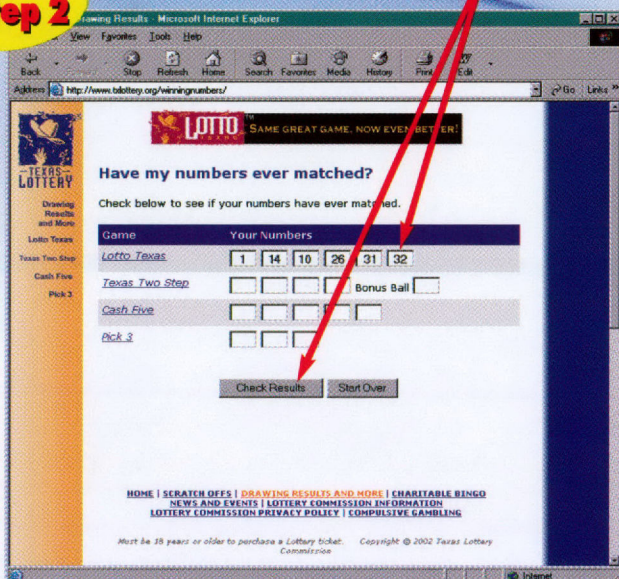 ep 2
awing Results - Microsoft Internet Explorer
View Favorites Tools Help
Back Stop Refresh Home Search Favorites Media History Print Edit
Address http://www.txlottery.org/winningnumbers/ Go Links »
LOTTO TEXAS™ SAME GREAT GAME, NOW EVEN BETTER!
TEXAS
LOTTERY
Have my numbers ever matched?
Drawing
Results
and More
Check below to see if your numbers have ever matched.
Lotto Texas
Texas Two Step
Cash Five
Pick 3
Game Your Numbers
Lotto Texas 1 14 10 26 31 32
Texas Two Step Bonus Ball
Cash Five
Pick 3
Check Results Start Over
HOME | SCRATCH OFFS | DRAWING RESULTS AND MORE | CHARITABLE BINGO
NEWS AND EVENTS | LOTTERY COMMISSION INFORMATION
LOTTERY COMMISSION PRIVACY POLICY | COMPULSIVE GAMBLING
Must be 18 years or older to purchase a Lottery ticket. Copyright © 2002 Texas Lottery
Commission
Internet